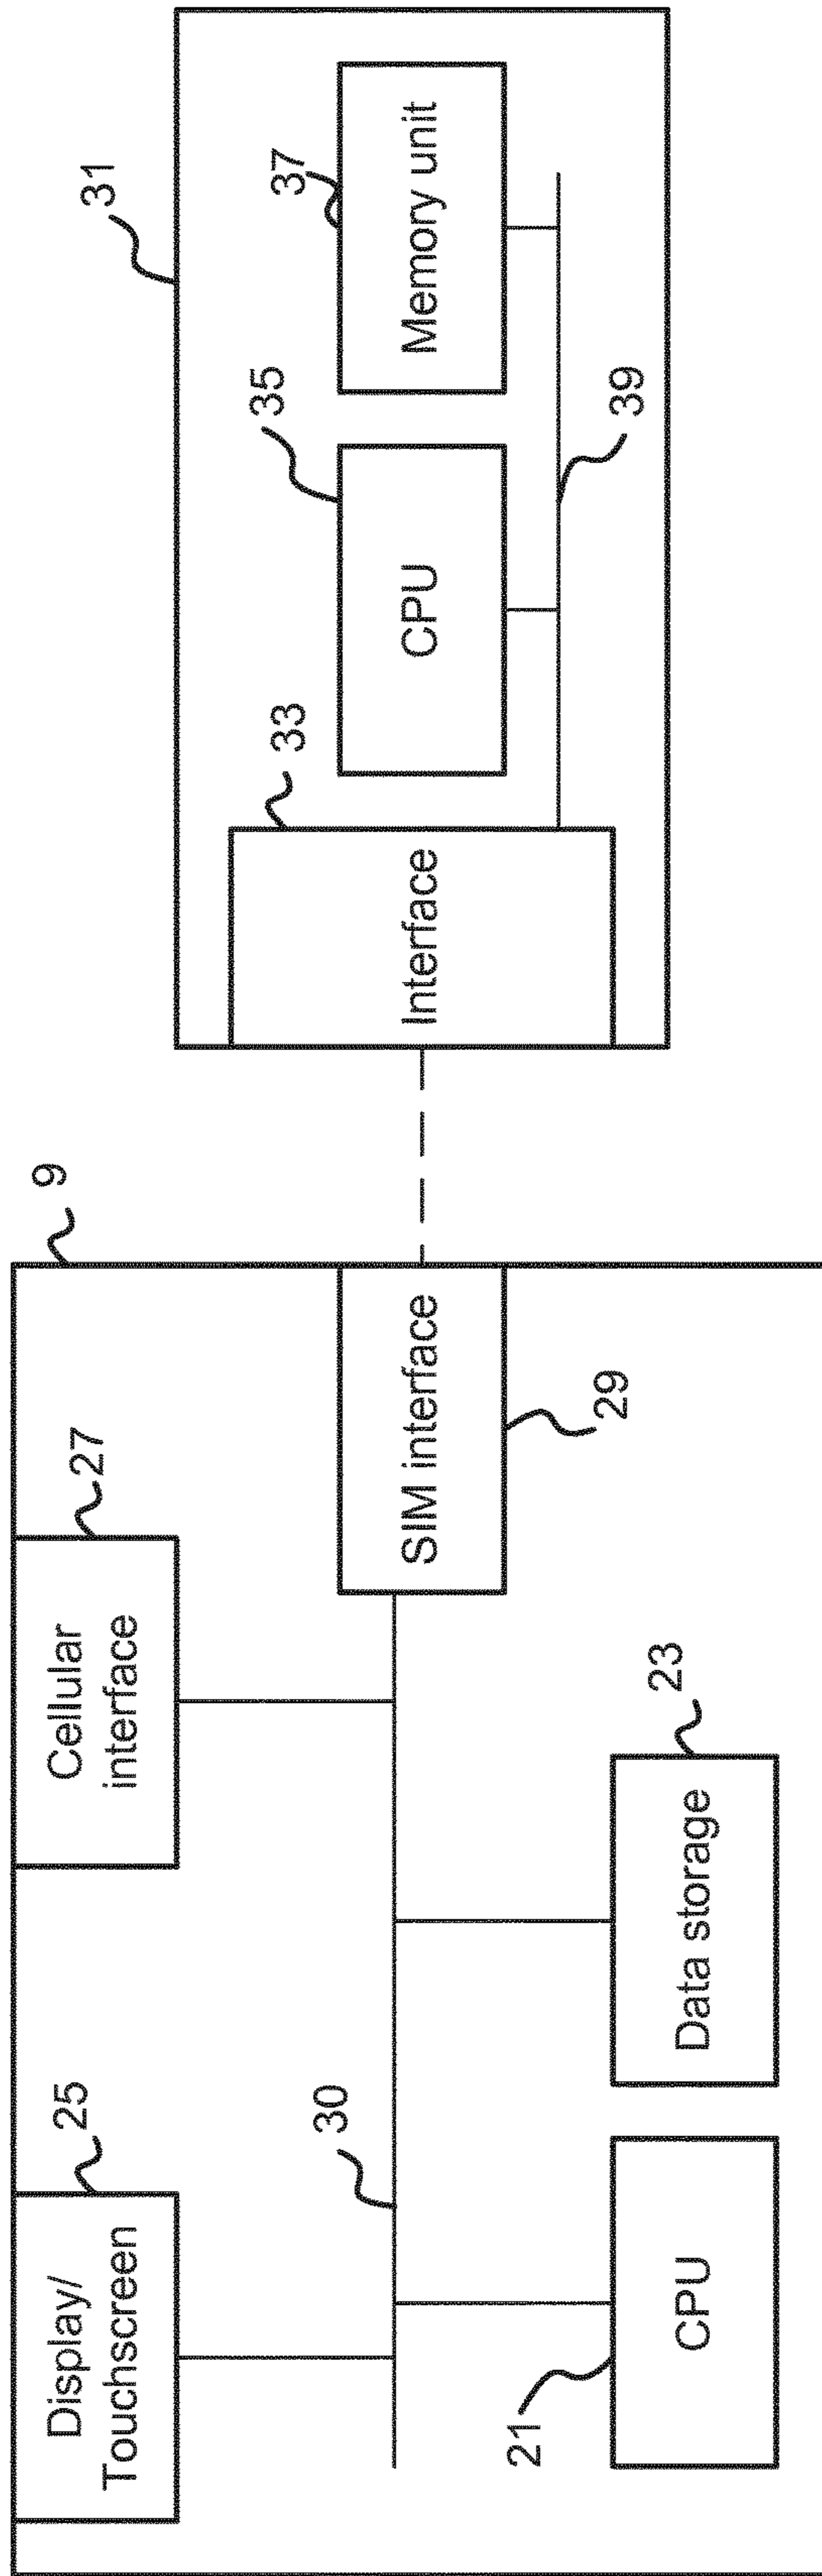 Display/
Touchscreen
25
Cellular
interface
27
9
30
SIM interface
29
21
CPU
Data storage
23
31
Interface
33
CPU
35
Memory unit
37
39